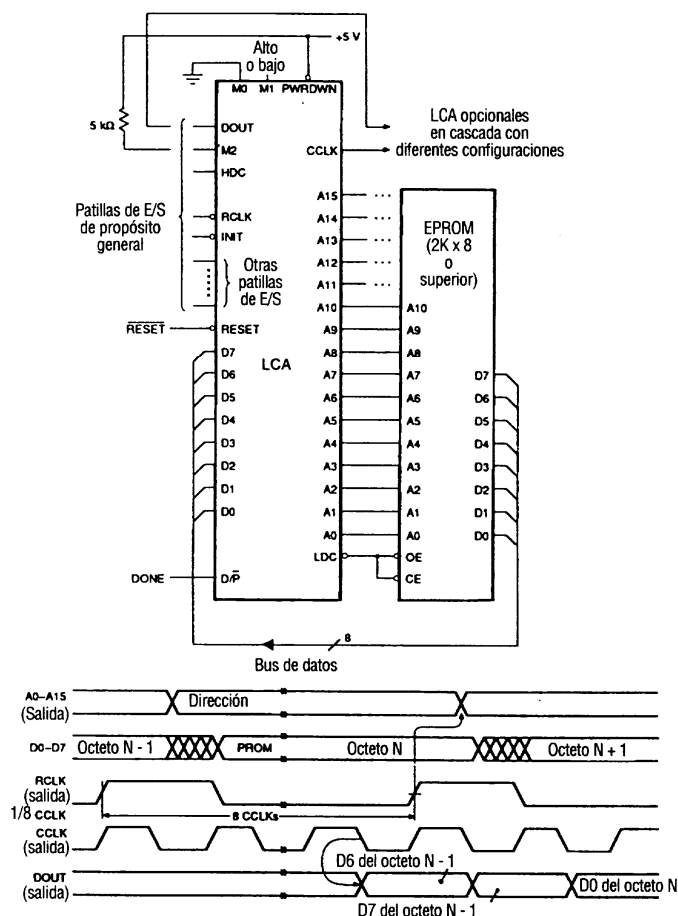 +5 V
Alto
o bajo
M0 M1 PWRDWN
5 kΩ
DOUT
M2
HDC
RCLK
INIT
Patillas de E/S
de propósito
general
Otras
patillas
de E/S
RESET
RESET
D7
D6
D5
D4
D3
D2
D1
D0
DONE
D/P
LCA
CCLK
LCA opcionales
en cascada con
diferentes configuraciones
A15
A14
A13
A12
A11
A10
A9
A8
A7
A6
A5
A4
A3
A2
A1
A0
LDC
EPROM
(2K x 8
o
superior)
A10
A9
A8
A7
A6
A5
A4
A3
A2
A1
A0
OE
CE
D7
D6
D5
D4
D3
D2
D1
D0
8
Bus de datos
A0–A15
(Salida)
Dirección
D0–D7
Octeto N - 1
PROM
Octeto N
Octeto N + 1
RCLK
(salida)
1/8 CCLK
8 CCLKs
CCLK
(salida)
D6 del octeto N - 1
DOUT
(salida)
D0 del octeto N
D7 del octeto N - 1